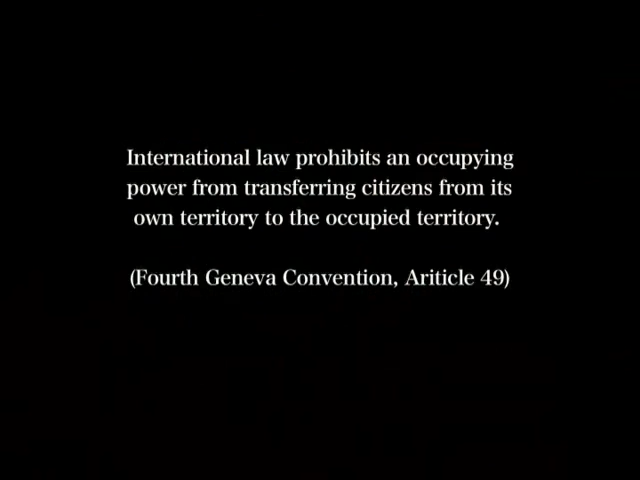 International law prohibits an occupying
power from transferring citizens from its
own territory to the occupied territory.
(Fourth Geneva Convention, Ariticle 49)